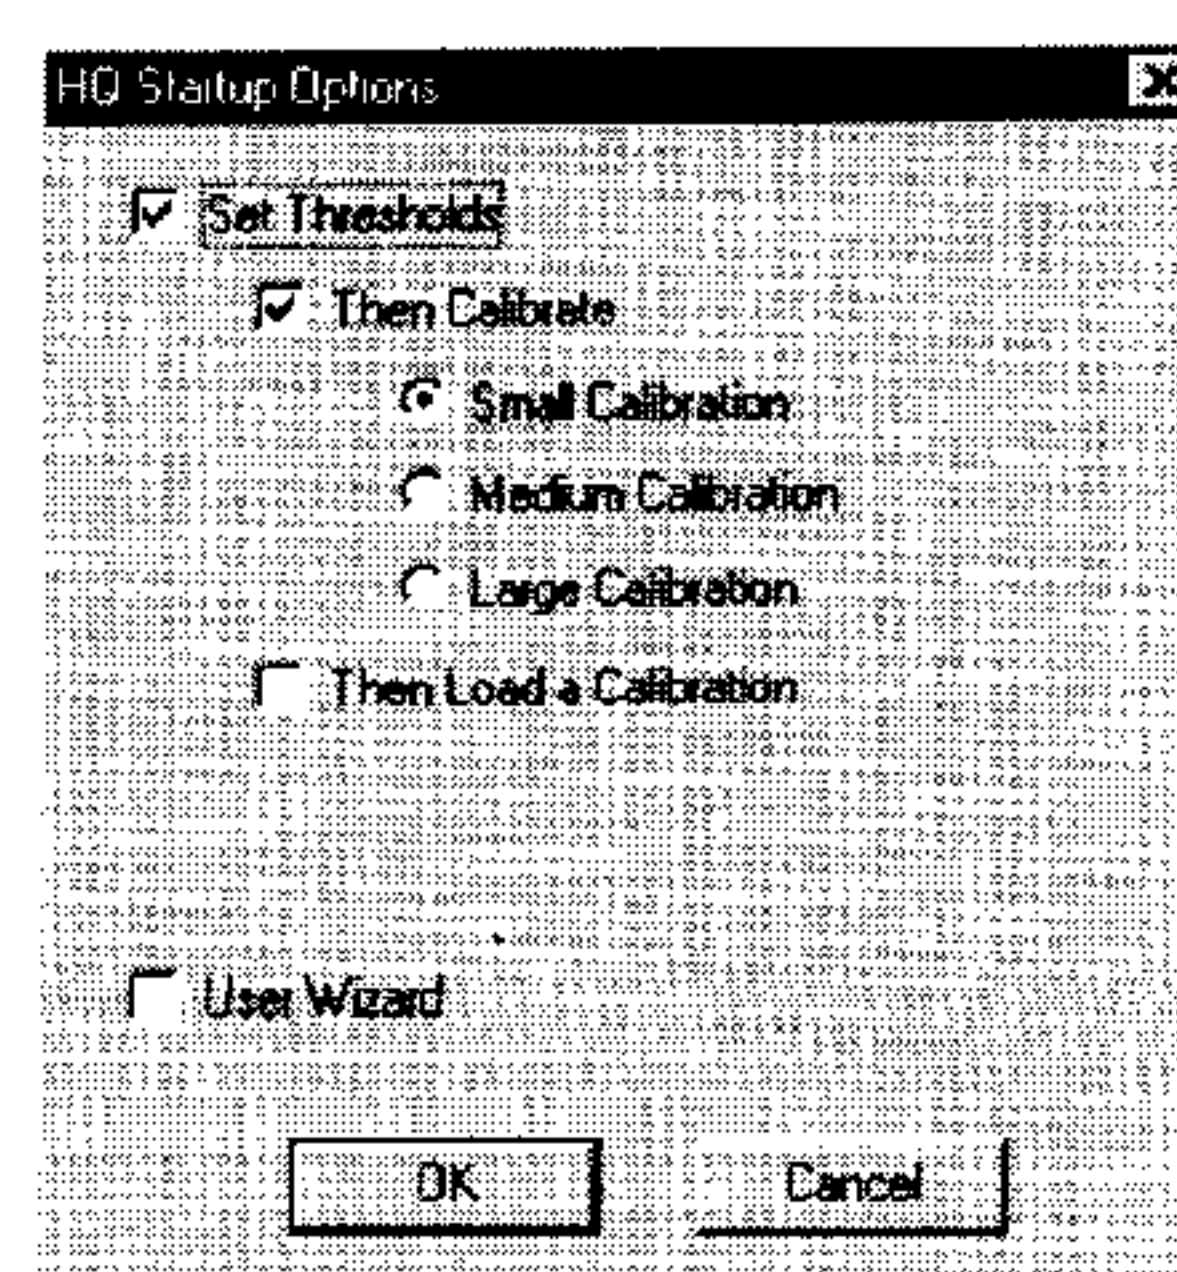 HQ Startup Options
Set Thresholds
Then Calibrate
Small Calibration
Medium Calibration
Large Calibration
Then Load a Calibration
User Wizard
OK
Cancel